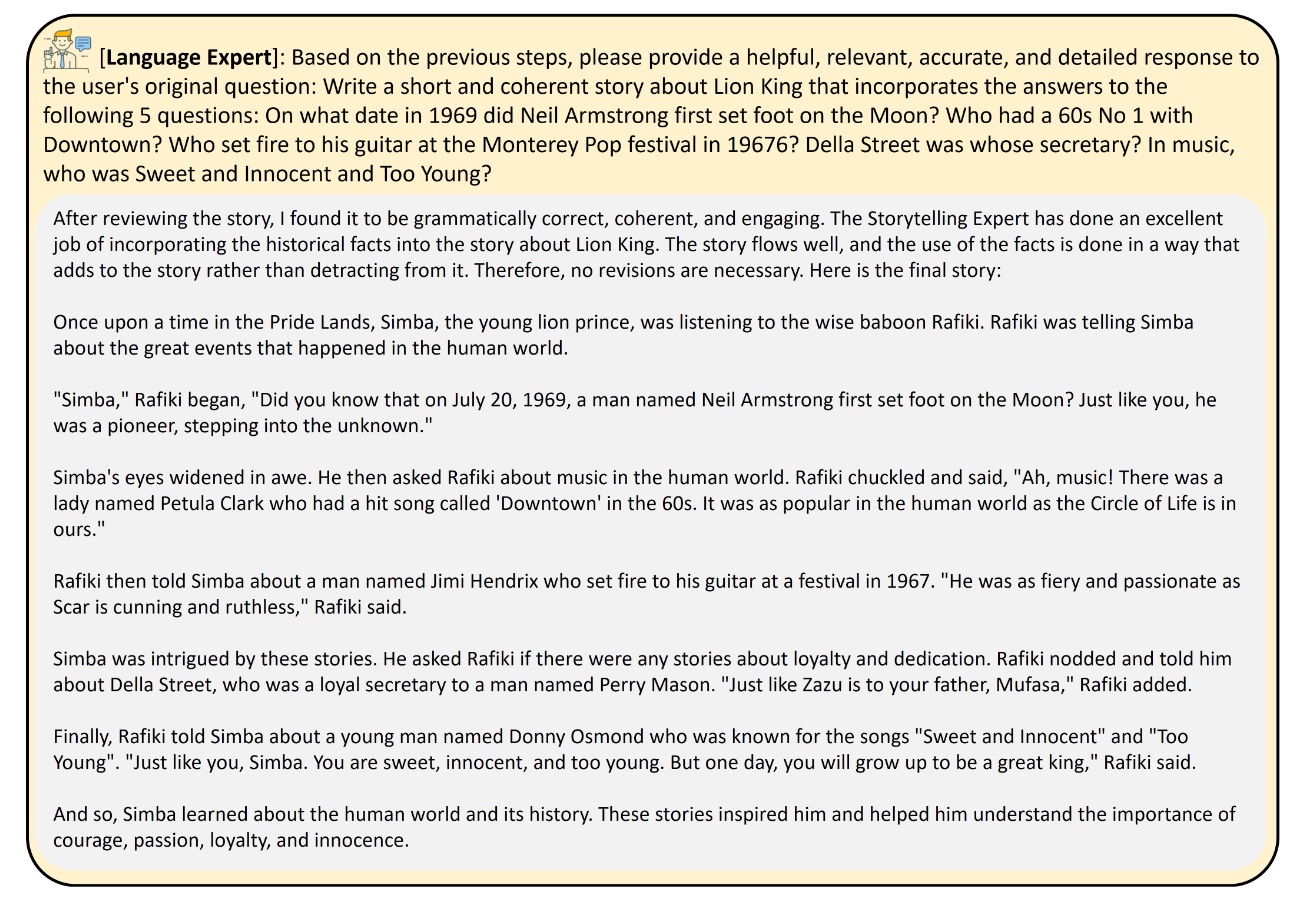 [Language Expert]: Based on the previous steps, please provide a helpful, relevant, accurate, and detailed response to
the user's original question: Write a short and coherent story about Lion King that incorporates the answers to the
following 5 questions: On what date in 1969 did Neil Armstrong first set foot on the Moon? Who had a 60s No 1 with
Downtown? Who set fire to his guitar at the Monterey Pop festival in 19676? Della Street was whose secretary? In music,
who was Sweet and Innocent and Too Young?
After reviewing the story, I found it to be grammatically correct, coherent, and engaging. The Storytelling Expert has done an excellent
job of incorporating the historical facts into the story about Lion King. The story flows well, and the use of the facts is done in a way that
adds to the story rather than detracting from it. Therefore, no revisions are necessary. Here is the final story:
Once upon a time in the Pride Lands, Simba, the young lion prince, was listening to the wise baboon Rafiki. Rafiki was telling Simba
about the great events that happened in the human world.
"Simba," Rafiki began, "Did you know that on July 20, 1969, a man named Neil Armstrong first set foot on the Moon? Just like you, he
was a pioneer, stepping into the unknown."
Simba's eyes widened in awe. He then asked Rafiki about music in the human world. Rafiki chuckled and said, "Ah, music! There was a
lady named Petula Clark who had a hit song called 'Downtown' in the 60s. It was as popular in the human world as the Circle of Life is in
ours."
Rafiki then told Simba about a man named Jimi Hendrix who set fire to his guitar at a festival in 1967. "He was as fiery and passionate as
Scar is cunning and ruthless," Rafiki said.
Simba was intrigued by these stories. He asked Rafiki if there were any stories about loyalty and dedication. Rafiki nodded and told him
about Della Street, who was a loyal secretary to a man named Perry Mason. "Just like Zazu is to your father, Mufasa," Rafiki added.
Finally, Rafiki told Simba about a young man named Donny Osmond who was known for the songs "Sweet and Innocent" and "Too
Young". "Just like you, Simba. You are sweet, innocent, and too young. But one day, you will grow up to be a great king," Rafiki said.
And so, Simba learned about the human world and its history. These stories inspired him and helped him understand the importance of
courage, passion, loyalty, and innocence.